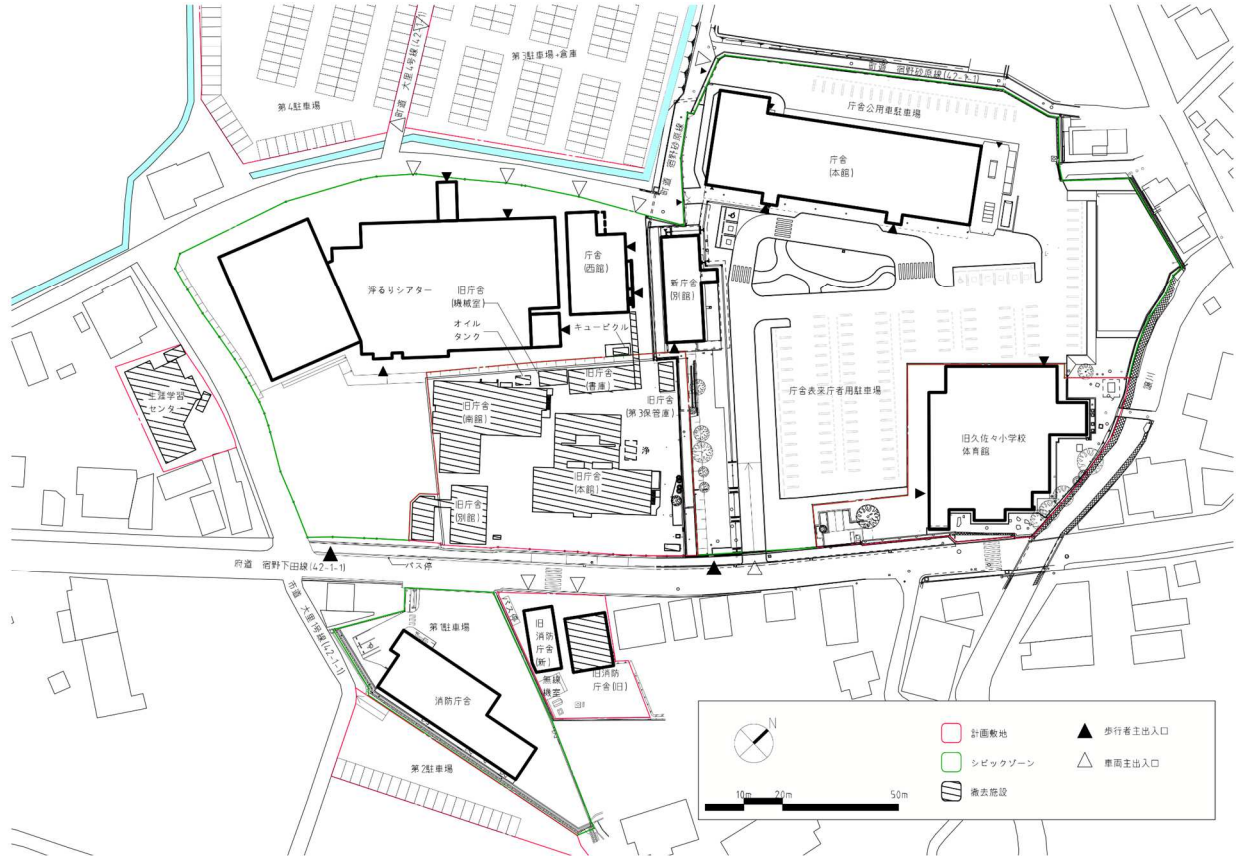 第4駐車場
町道 大里4号線(42-1-1)
第3駐車場+倉庫
町道 宿野砂原線(42-1-1)
庁舎公用車駐車場
町道 宿野砂原線
庁舎
(本館)
庁舎
(西館)
新庁舎
(別館)
浄るりシアター
旧庁舎
(機械室)
オイル
タンク
キュービクル
旧庁舎
(書庫)
旧庁舎
(第3保管庫)
旧庁舎
(南館)
浄
旧庁舎
(本館)
旧庁舎
(別館)
生涯学習
センター
庁舎表来庁者用駐車場
旧久佐々小学校
体育館
府道 宿野下田線(42-1-1)
バス停
市道 大里1号線(42-1-1)
第1駐車場
消防庁舎
第2駐車場
バス停
旧
消防
庁舎
(新)
無線
機室
旧消防
庁舎(旧)
N
10m 20m 50m
計画敷地
シビックゾーン
撤去施設
歩行者主出入口
車両主出入口